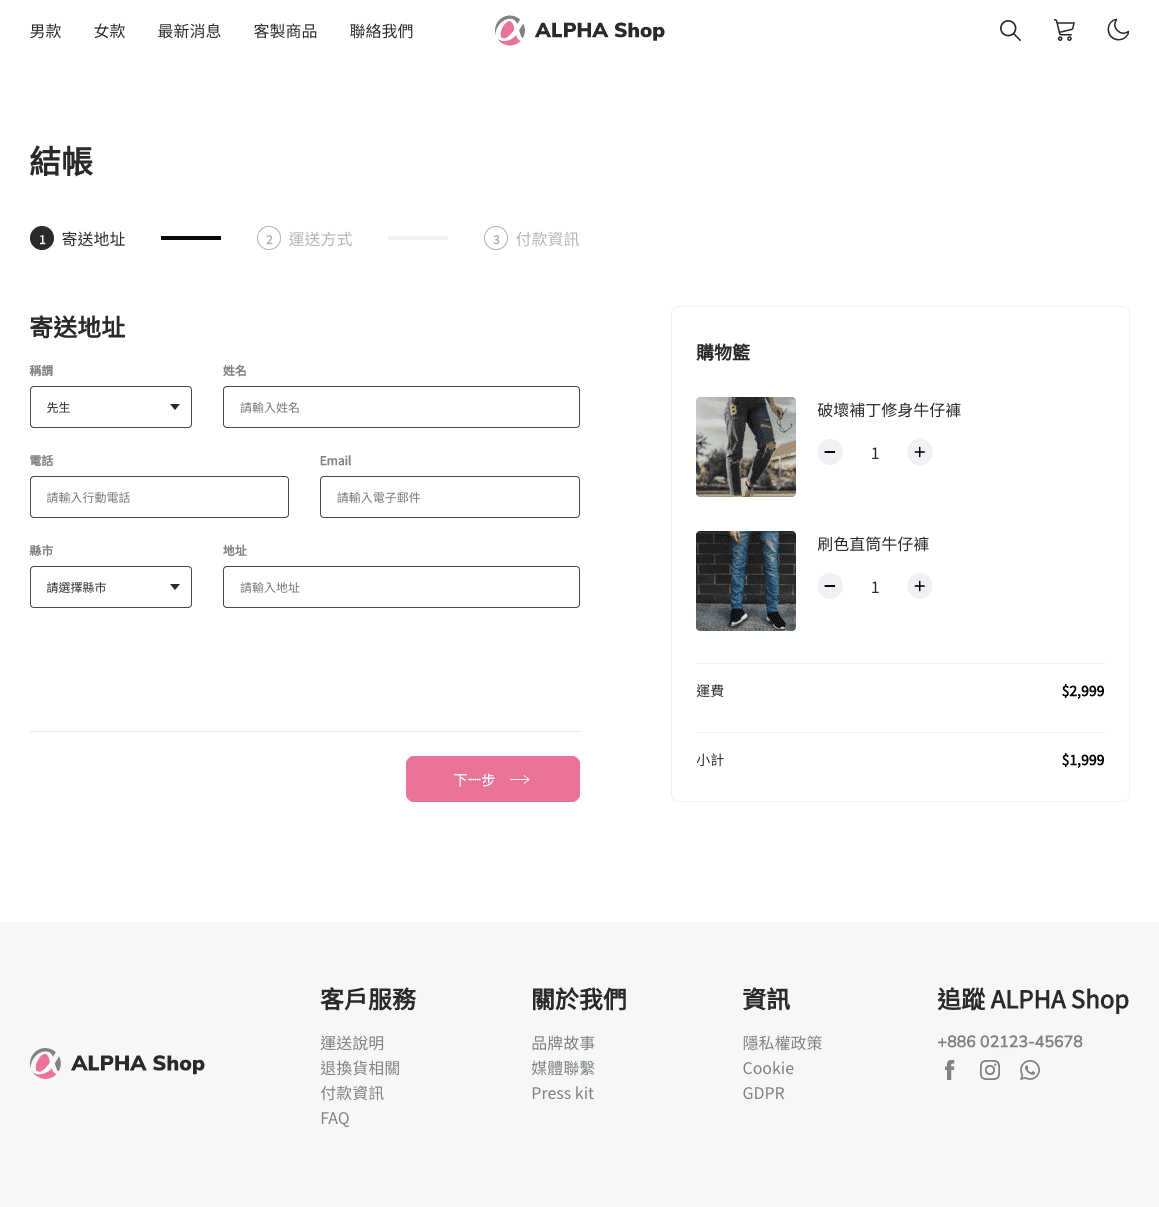 男款 女款 最新消息 客製商品 聯絡我們 ALPHA Shop
結帳
1 寄送地址 2 運送方式 3 付款資訊
寄送地址
稱謂 姓名
先生 請輸入姓名
電話 Email
請輸入行動電話 請輸入電子郵件
縣市 地址
請選擇縣市 請輸入地址
下一步
購物籃
破壞補丁修身牛仔褲
1
刷色直筒牛仔褲
1
運費 $2,999
小計 $1,999
ALPHA Shop
客戶服務
運送說明
退換貨相關
付款資訊
FAQ
關於我們
品牌故事
媒體聯繫
Press kit
資訊
隱私權政策
Cookie
GDPR
追蹤 ALPHA Shop
+886 02123-45678